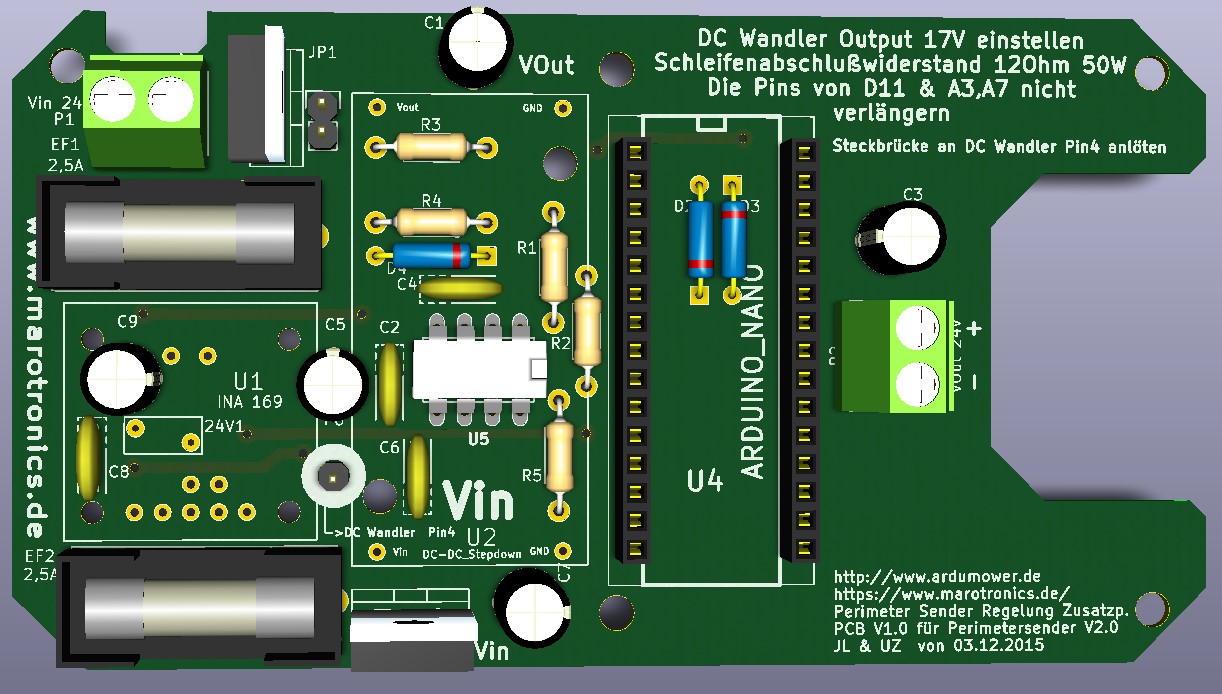 C1
VOut
DC Wandler Output 17V einstellen
Schleifenabschlußwiderstand 12Ohm 50W
Die Pins von D11 & A3,A7 nicht
verlängern
Steckbrücke an DC Wandler Pin4 anlöten
JP1
Vin 24
P1
EF1
2,5A
Vout
GND
R3
R4
D4
C4
R1
R2
C3
C9
C5
C2
U1
INA 169
24V1
C8
U5
C6
R5
Vin
U2
->DC Wandler Pin4
Vin
DC-DC_Stepdown
GND
ARDUINO_NANO
U4
+
Vout 24V
-
www.marotronics.de
EF2
2,5A
C7
Vin
http://www.ardumower.de
https://www.marotronics.de/
Perimeter Sender Regelung Zusatzp.
PCB V1.0 für Perimetersender V2.0
JL & UZ von 03.12.2015